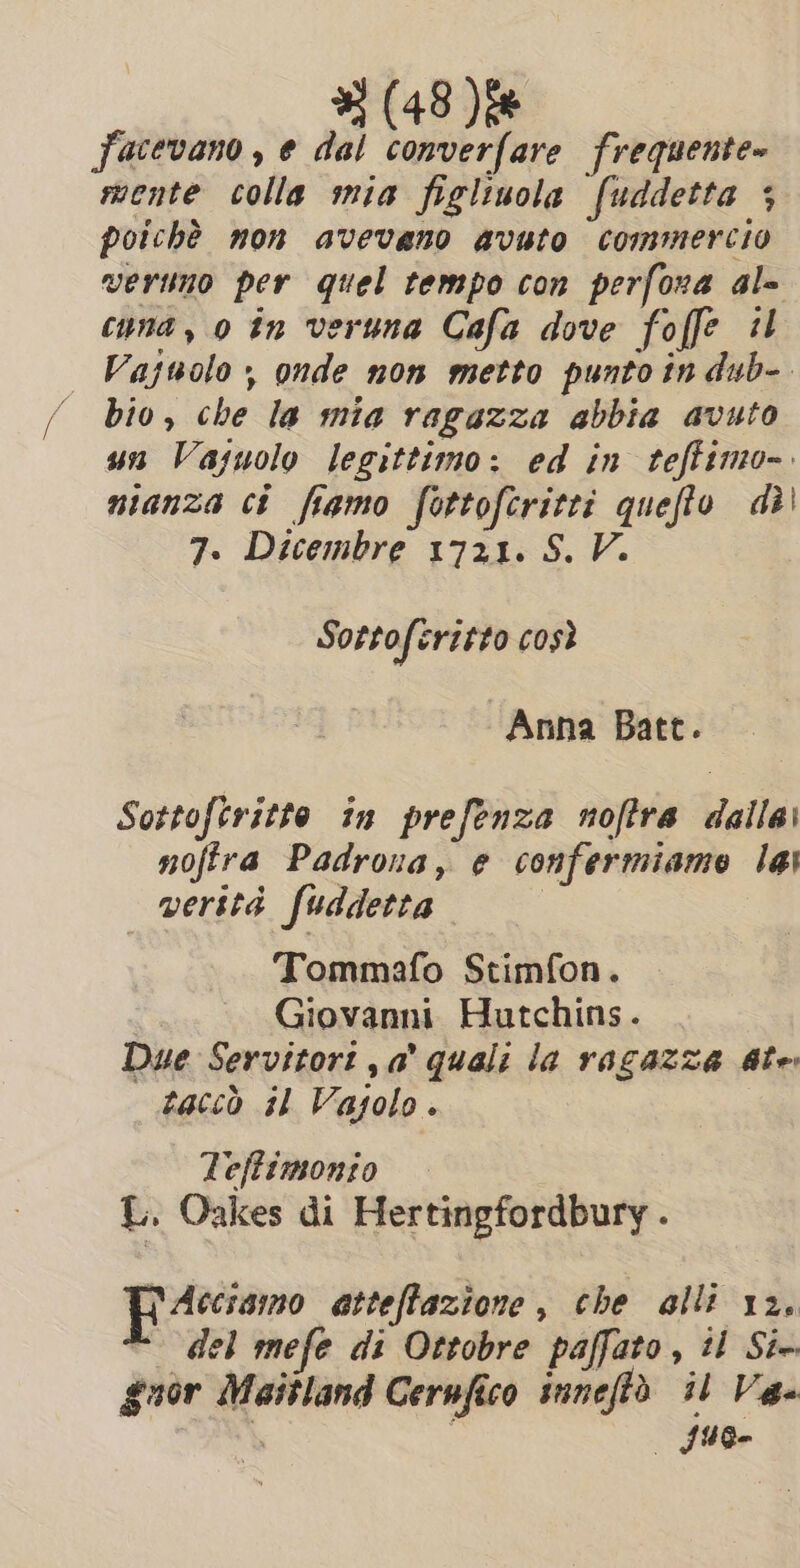 (48)
facevano, e dal converſare frequente-
mente colla mia figliuola ſuddetta;
poichè non avevano avuto commercio
veruno per quel tempo con perſona al-
cuna, o in veruna Caſa dove foſſe il
Vajuolo; onde non metto punto in dub-
bio, che la mia ragazza abbia avuto
un Vajuolo legittimo: ed in teſtimo-
nianza ci ſiamo ſottoſcritti queſto dì
7. Dicembre 1721. S. V.
Sottoſcritto così
Anna Batt.
Sottoſcritto in preſenza noſtra dalla
noſtra Padrona, e confermiamo la
verità ſuddetta
Tommaſo Stimſon.
Giovanni Hutchins.
Due Servitori, a' quali la ragazza at-
taccò il Vajolo.
Teſtimonio
L. Oakes di Hertingfordbury.
FAcciamo atteſtazione, che alli 12.
del meſe di Ottobre paſſato, il Si-
gnor Maitland Ceruſico inneſtò il Va-
juo-